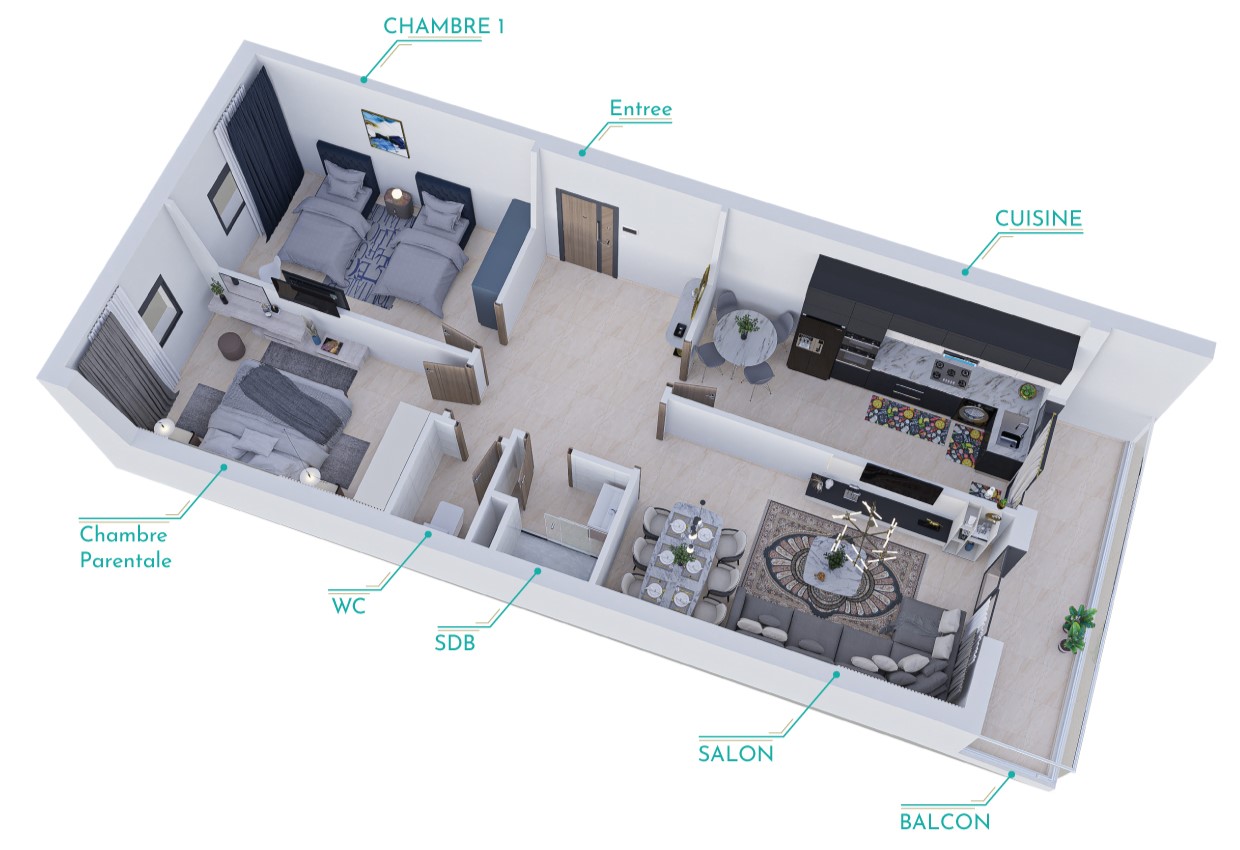 CHAMBRE 1
Entree
CUISINE
Chambre
Parentale
WC
SDB
SALON
BALCON